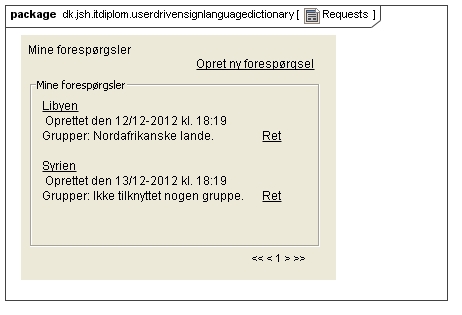 package dk.jsh.itdiplom.userdrivensignlanguagedictionary [ Requests ]
Mine forespørgsler
Opret ny forespørgsel
Mine forespørgsler
Libyen
Oprettet den 12/12-2012 kl. 18:19
Grupper: Nordafrikanske lande. Ret
Syrien
Oprettet den 13/12-2012 kl. 18:19
Grupper: Ikke tilknyttet nogen gruppe. Ret
<< < 1 > >>